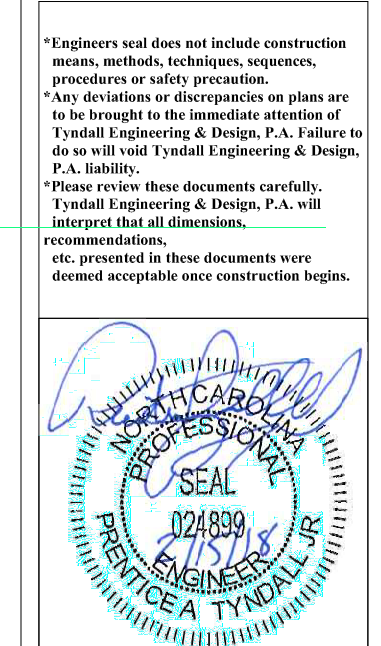 *Engineers seal does not include construction
means, methods, techniques, sequences,
procedures or safety precaution.
*Any deviations or discrepancies on plans are
to be brought to the immediate attention of
Tyndall Engineering & Design, P.A. Failure to
do so will void Tyndall Engineering & Design,
P.A. liability.
*Please review these documents carefully.
Tyndall Engineering & Design, P.A. will
interpret that all dimensions,
recommendations,
etc. presented in these documents were
deemed acceptable once construction begins.
NORTH CAROLINA
PROFESSIONAL
SEAL
024899
ENGINEER
PRENTICE A TYNDALL JR